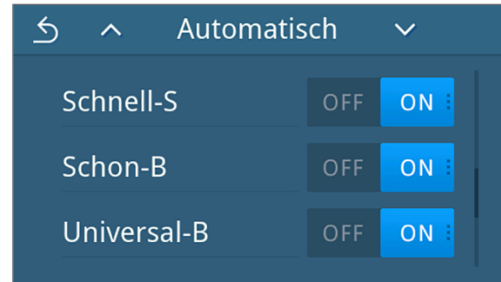 Automatisch
Schnell-S OFF ON
Schon-B OFF ON
Universal-B OFF ON